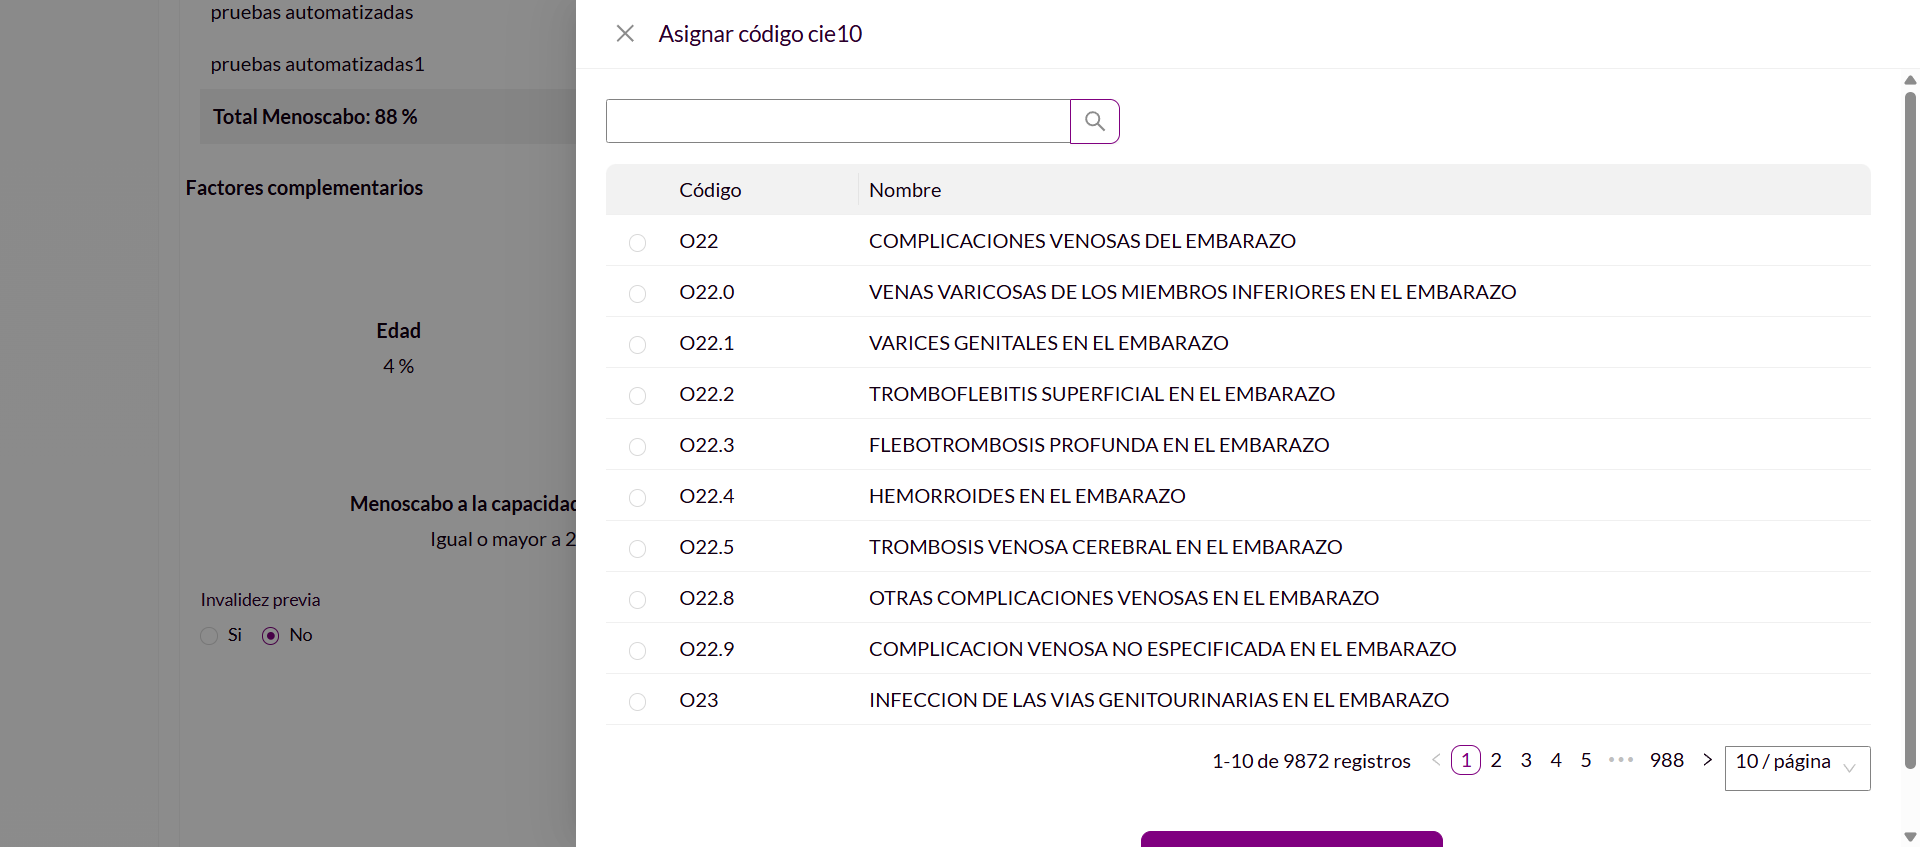 pruebas automatizadas
pruebas automatizadas1
Total Menoscabo: 88 %
Factores complementarios
Edad
4 %
Menoscabo a la capacidad
Igual o mayor a 2
Invalidez previa
Si No
Asignar código cie10
Código Nombre
O22 COMPLICACIONES VENOSAS DEL EMBARAZO
O22.0 VENAS VARICOSAS DE LOS MIEMBROS INFERIORES EN EL EMBARAZO
O22.1 VARICES GENITALES EN EL EMBARAZO
O22.2 TROMBOFLEBITIS SUPERFICIAL EN EL EMBARAZO
O22.3 FLEBOTROMBOSIS PROFUNDA EN EL EMBARAZO
O22.4 HEMORROIDES EN EL EMBARAZO
O22.5 TROMBOSIS VENOSA CEREBRAL EN EL EMBARAZO
O22.8 OTRAS COMPLICACIONES VENOSAS EN EL EMBARAZO
O22.9 COMPLICACION VENOSA NO ESPECIFICADA EN EL EMBARAZO
O23 INFECCION DE LAS VIAS GENITOURINARIAS EN EL EMBARAZO
1-10 de 9872 registros < 1 2 3 4 5 ••• 988 > 10 / página